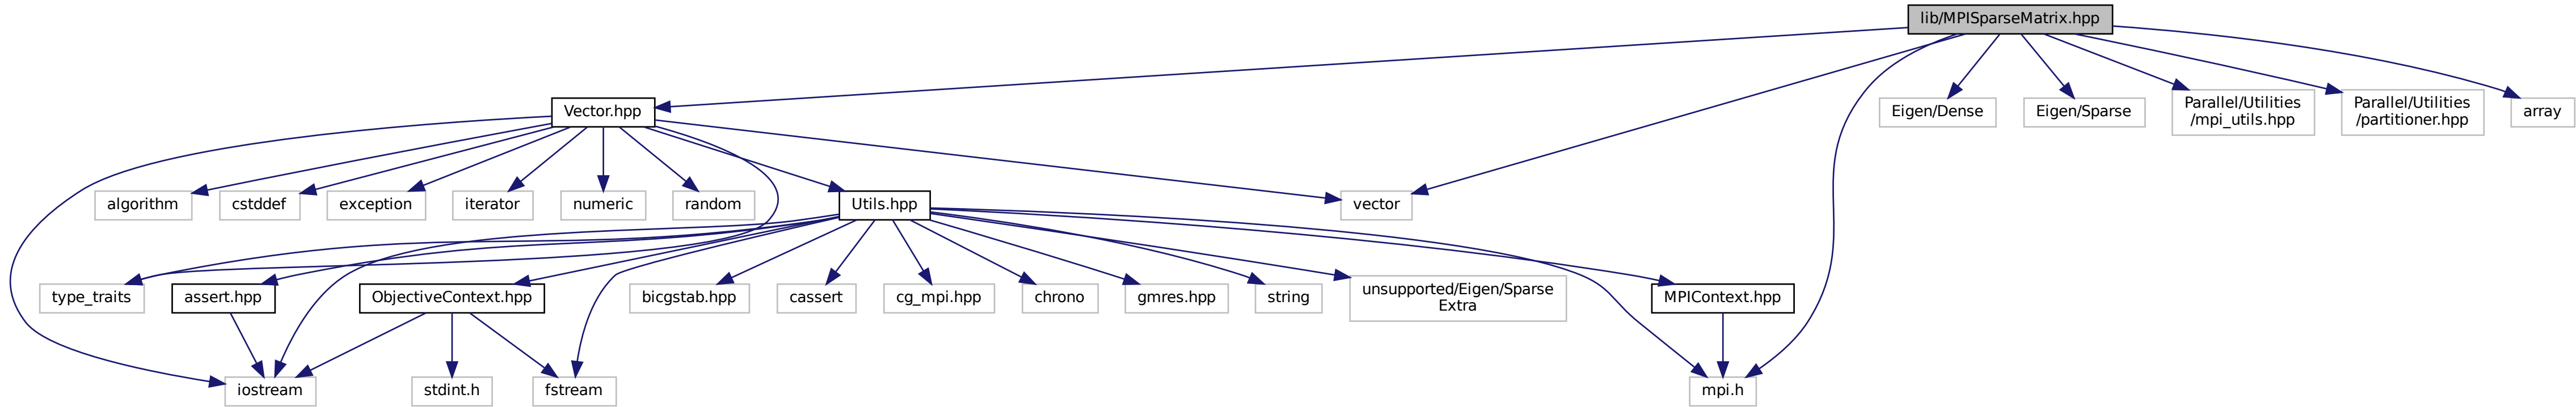 lib/MPISparseMatrix.hpp
Vector.hpp
Eigen/Dense
Eigen/Sparse
Parallel/Utilities
/mpi_utils.hpp
Parallel/Utilities
/partitioner.hpp
array
algorithm
cstddef
exception
iterator
numeric
random
Utils.hpp
vector
type_traits
assert.hpp
ObjectiveContext.hpp
bicgstab.hpp
cassert
cg_mpi.hpp
chrono
gmres.hpp
string
unsupported/Eigen/Sparse
Extra
MPIContext.hpp
iostream
stdint.h
fstream
mpi.h